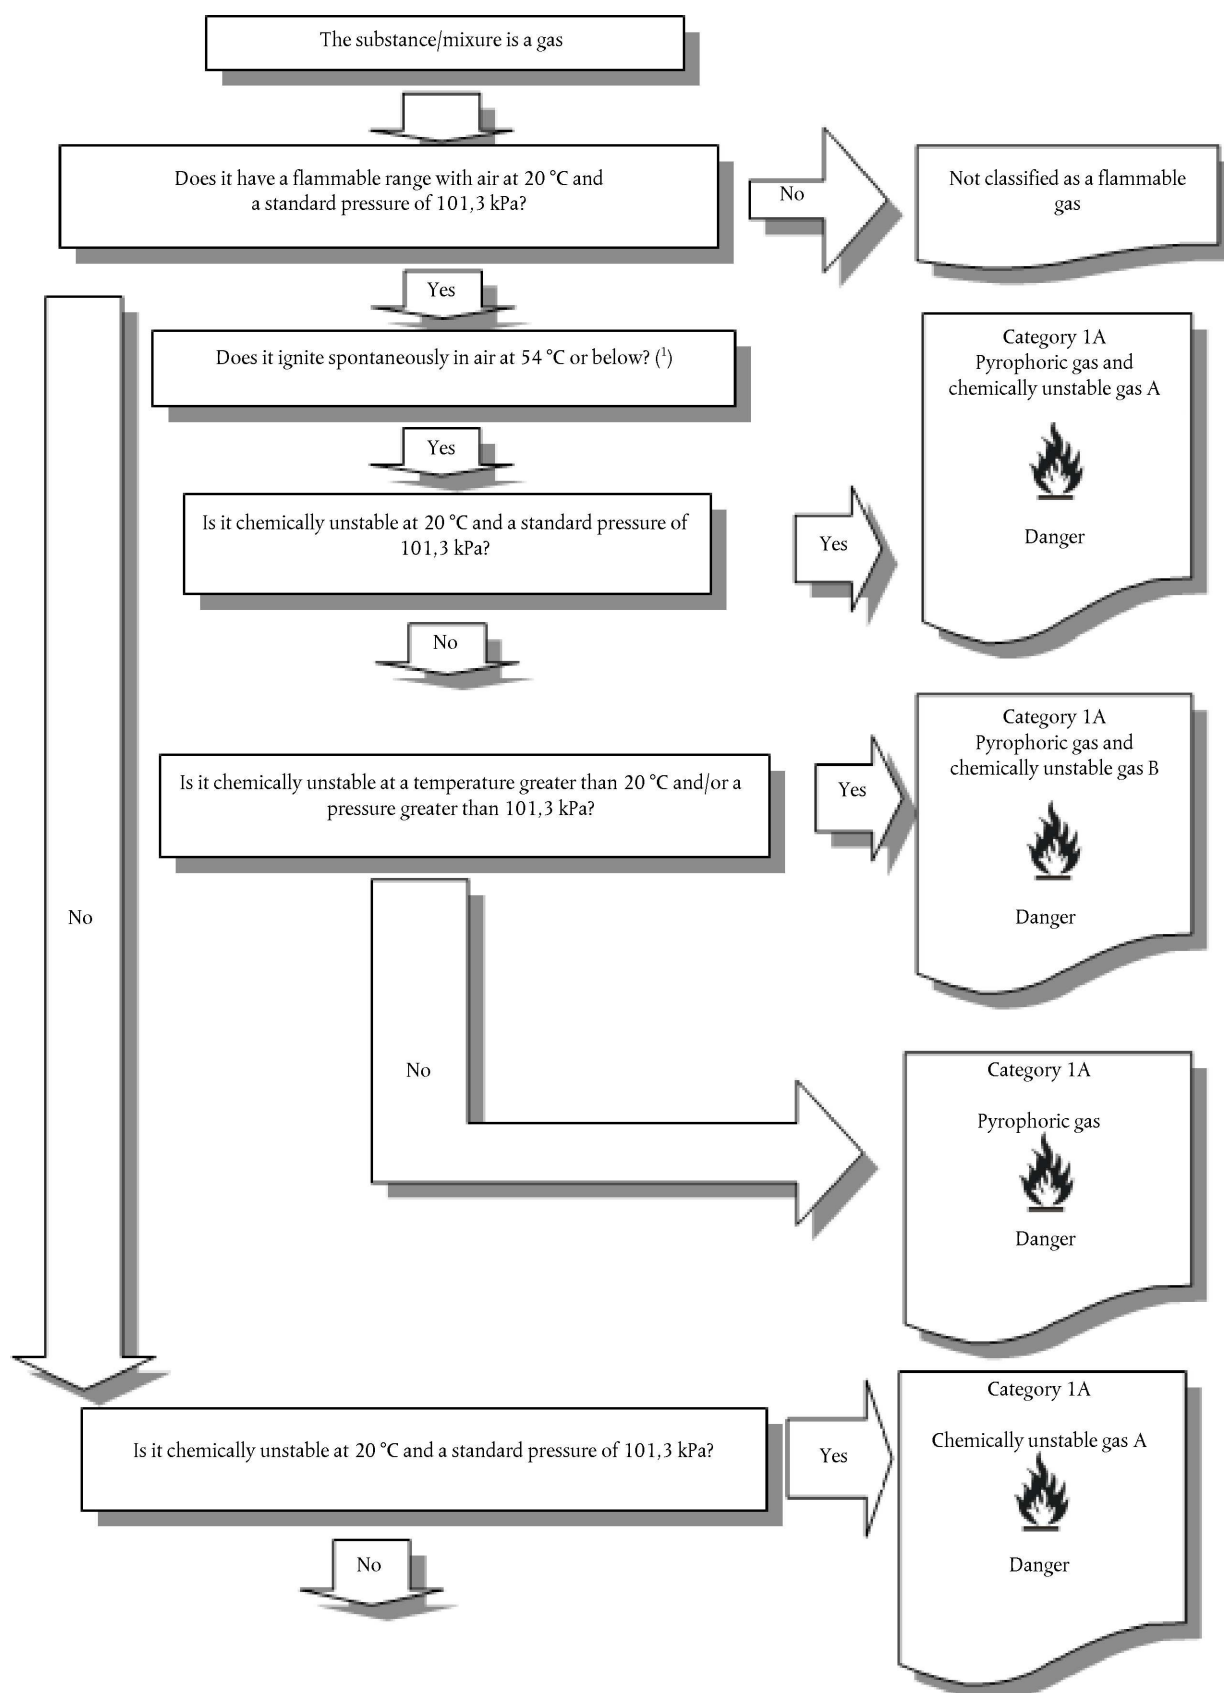 The substance/mixure is a gas
Does it have a flammable range with air at 20 °C and
a standard pressure of 101,3 kPa?
No
Not classified as a flammable
gas
Yes
Does it ignite spontaneously in air at 54 °C or below? (¹)
Category 1A
Pyrophoric gas and
chemically unstable gas A
Danger
Yes
Is it chemically unstable at 20 °C and a standard pressure of
101,3 kPa?
Yes
No
Category 1A
Pyrophoric gas and
chemically unstable gas B
Danger
Is it chemically unstable at a temperature greater than 20 °C and/or a
pressure greater than 101,3 kPa?
Yes
No
No
Category 1A
Pyrophoric gas
Danger
Is it chemically unstable at 20 °C and a standard pressure of 101,3 kPa?
Yes
Category 1A
Chemically unstable gas A
Danger
No